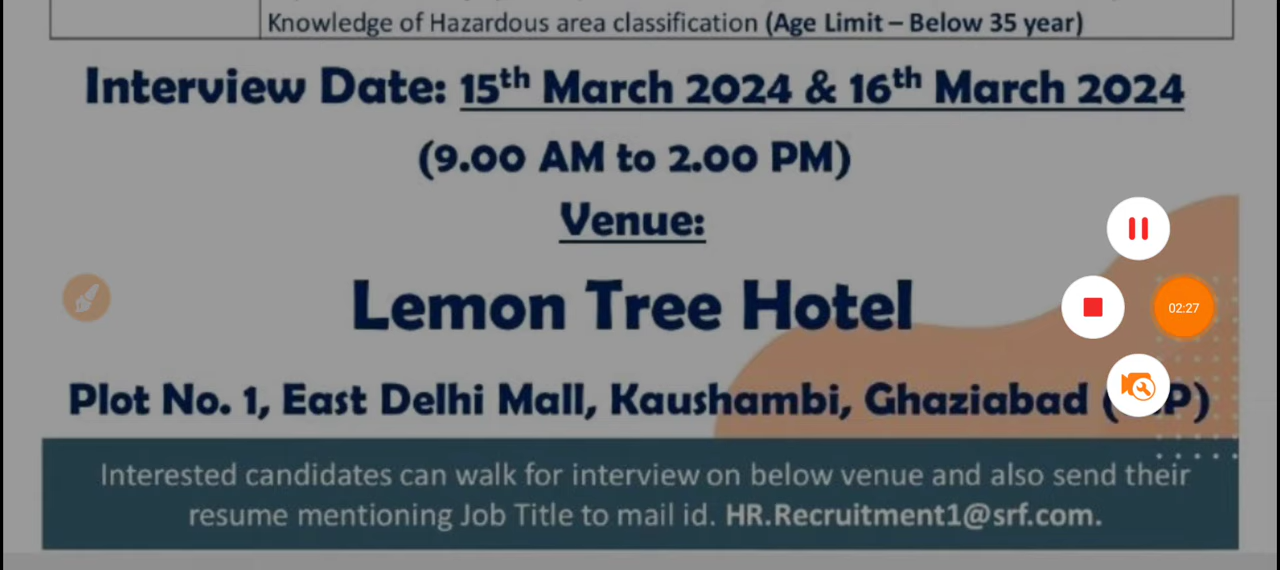 Knowledge of Hazardous area classification (Age Limit – Below 35 year)
Interview Date: 15th March 2024 & 16th March 2024
(9.00 AM to 2.00 PM)
Venue:
Lemon Tree Hotel
02:27
Plot No. 1, East Delhi Mall, Kaushambi, Ghaziabad
Interested candidates can walk for interview on below venue and also send their
resume mentioning Job Title to mail id. HR.Recruitment1@srf.com.